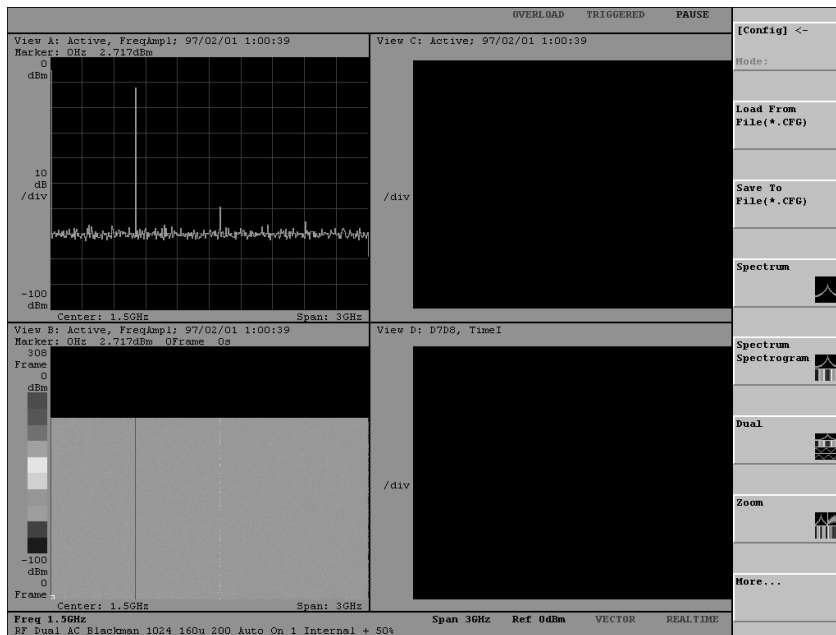 OVERLOAD TRIGGERED PAUSE
View A: Active, FreqAmpl; 97/02/01 1:00:39
Marker: 0Hz 2.717dBm
0
dBm
10
dB
/div
-100
dBm
Center: 1.5GHz Span: 3GHz
View C: Active; 97/02/01 1:00:39
/div
View B: Active, FreqAmpl; 97/02/01 1:00:39
Marker: 0Hz 2.717dBm 0Frame 0s
308
Frame
0
dBm
-100
dBm
0
Frame
Center: 1.5GHz Span: 3GHz
View D: D7D8, TimeI
/div
Freq 1.5GHz Span 3GHz Ref 0dBm VECTOR REALTIME
RF Dual AC Blackman 1024 160u 200 Auto On 1 Internal + 50%
[Config] <-
Mode:
Load From
File(*.CFG)
Save To
File(*.CFG)
Spectrum
Spectrum
Spectrogram
Dual
Zoom
More...